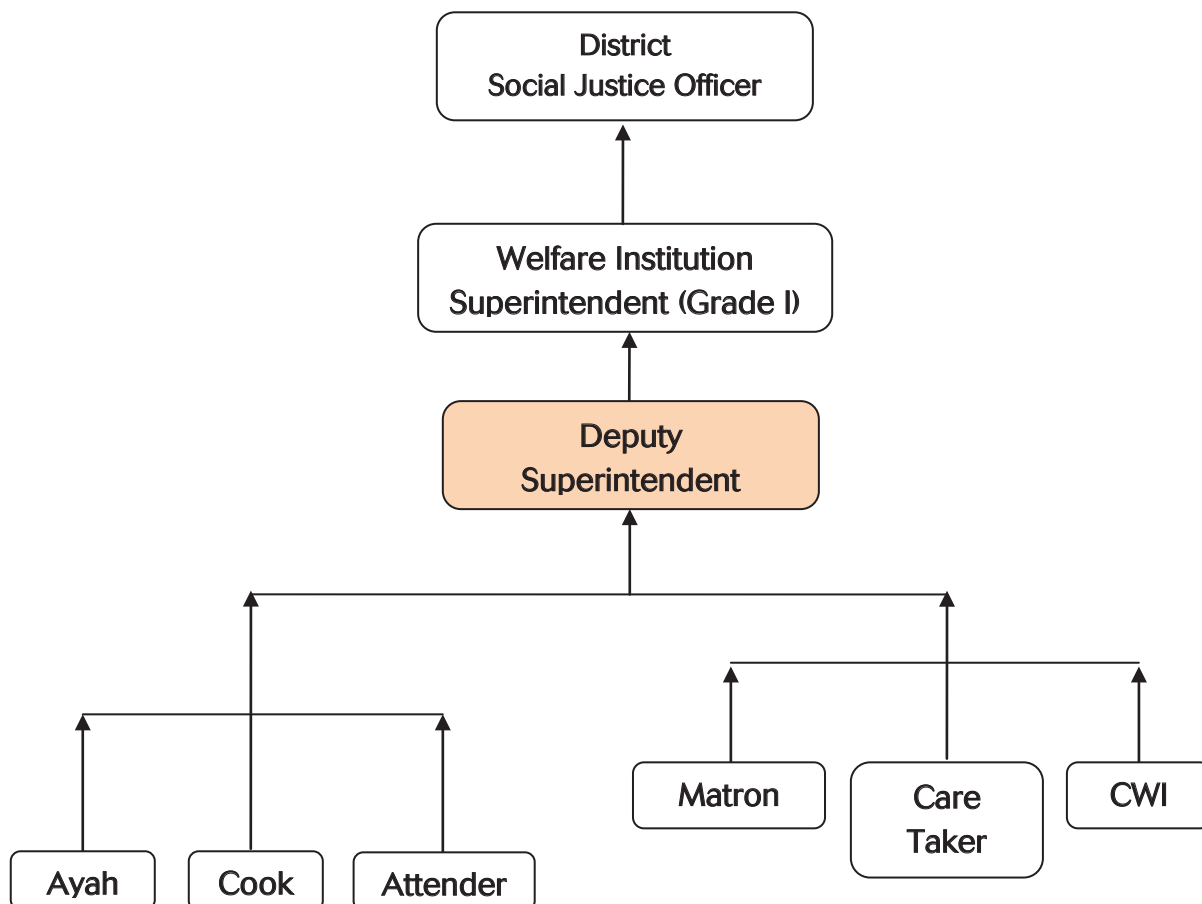 District
Social Justice Officer
Welfare Institution
Superintendent (Grade I)
Deputy
Superintendent
Matron
Care
Taker
CWI
Ayah
Cook
Attender